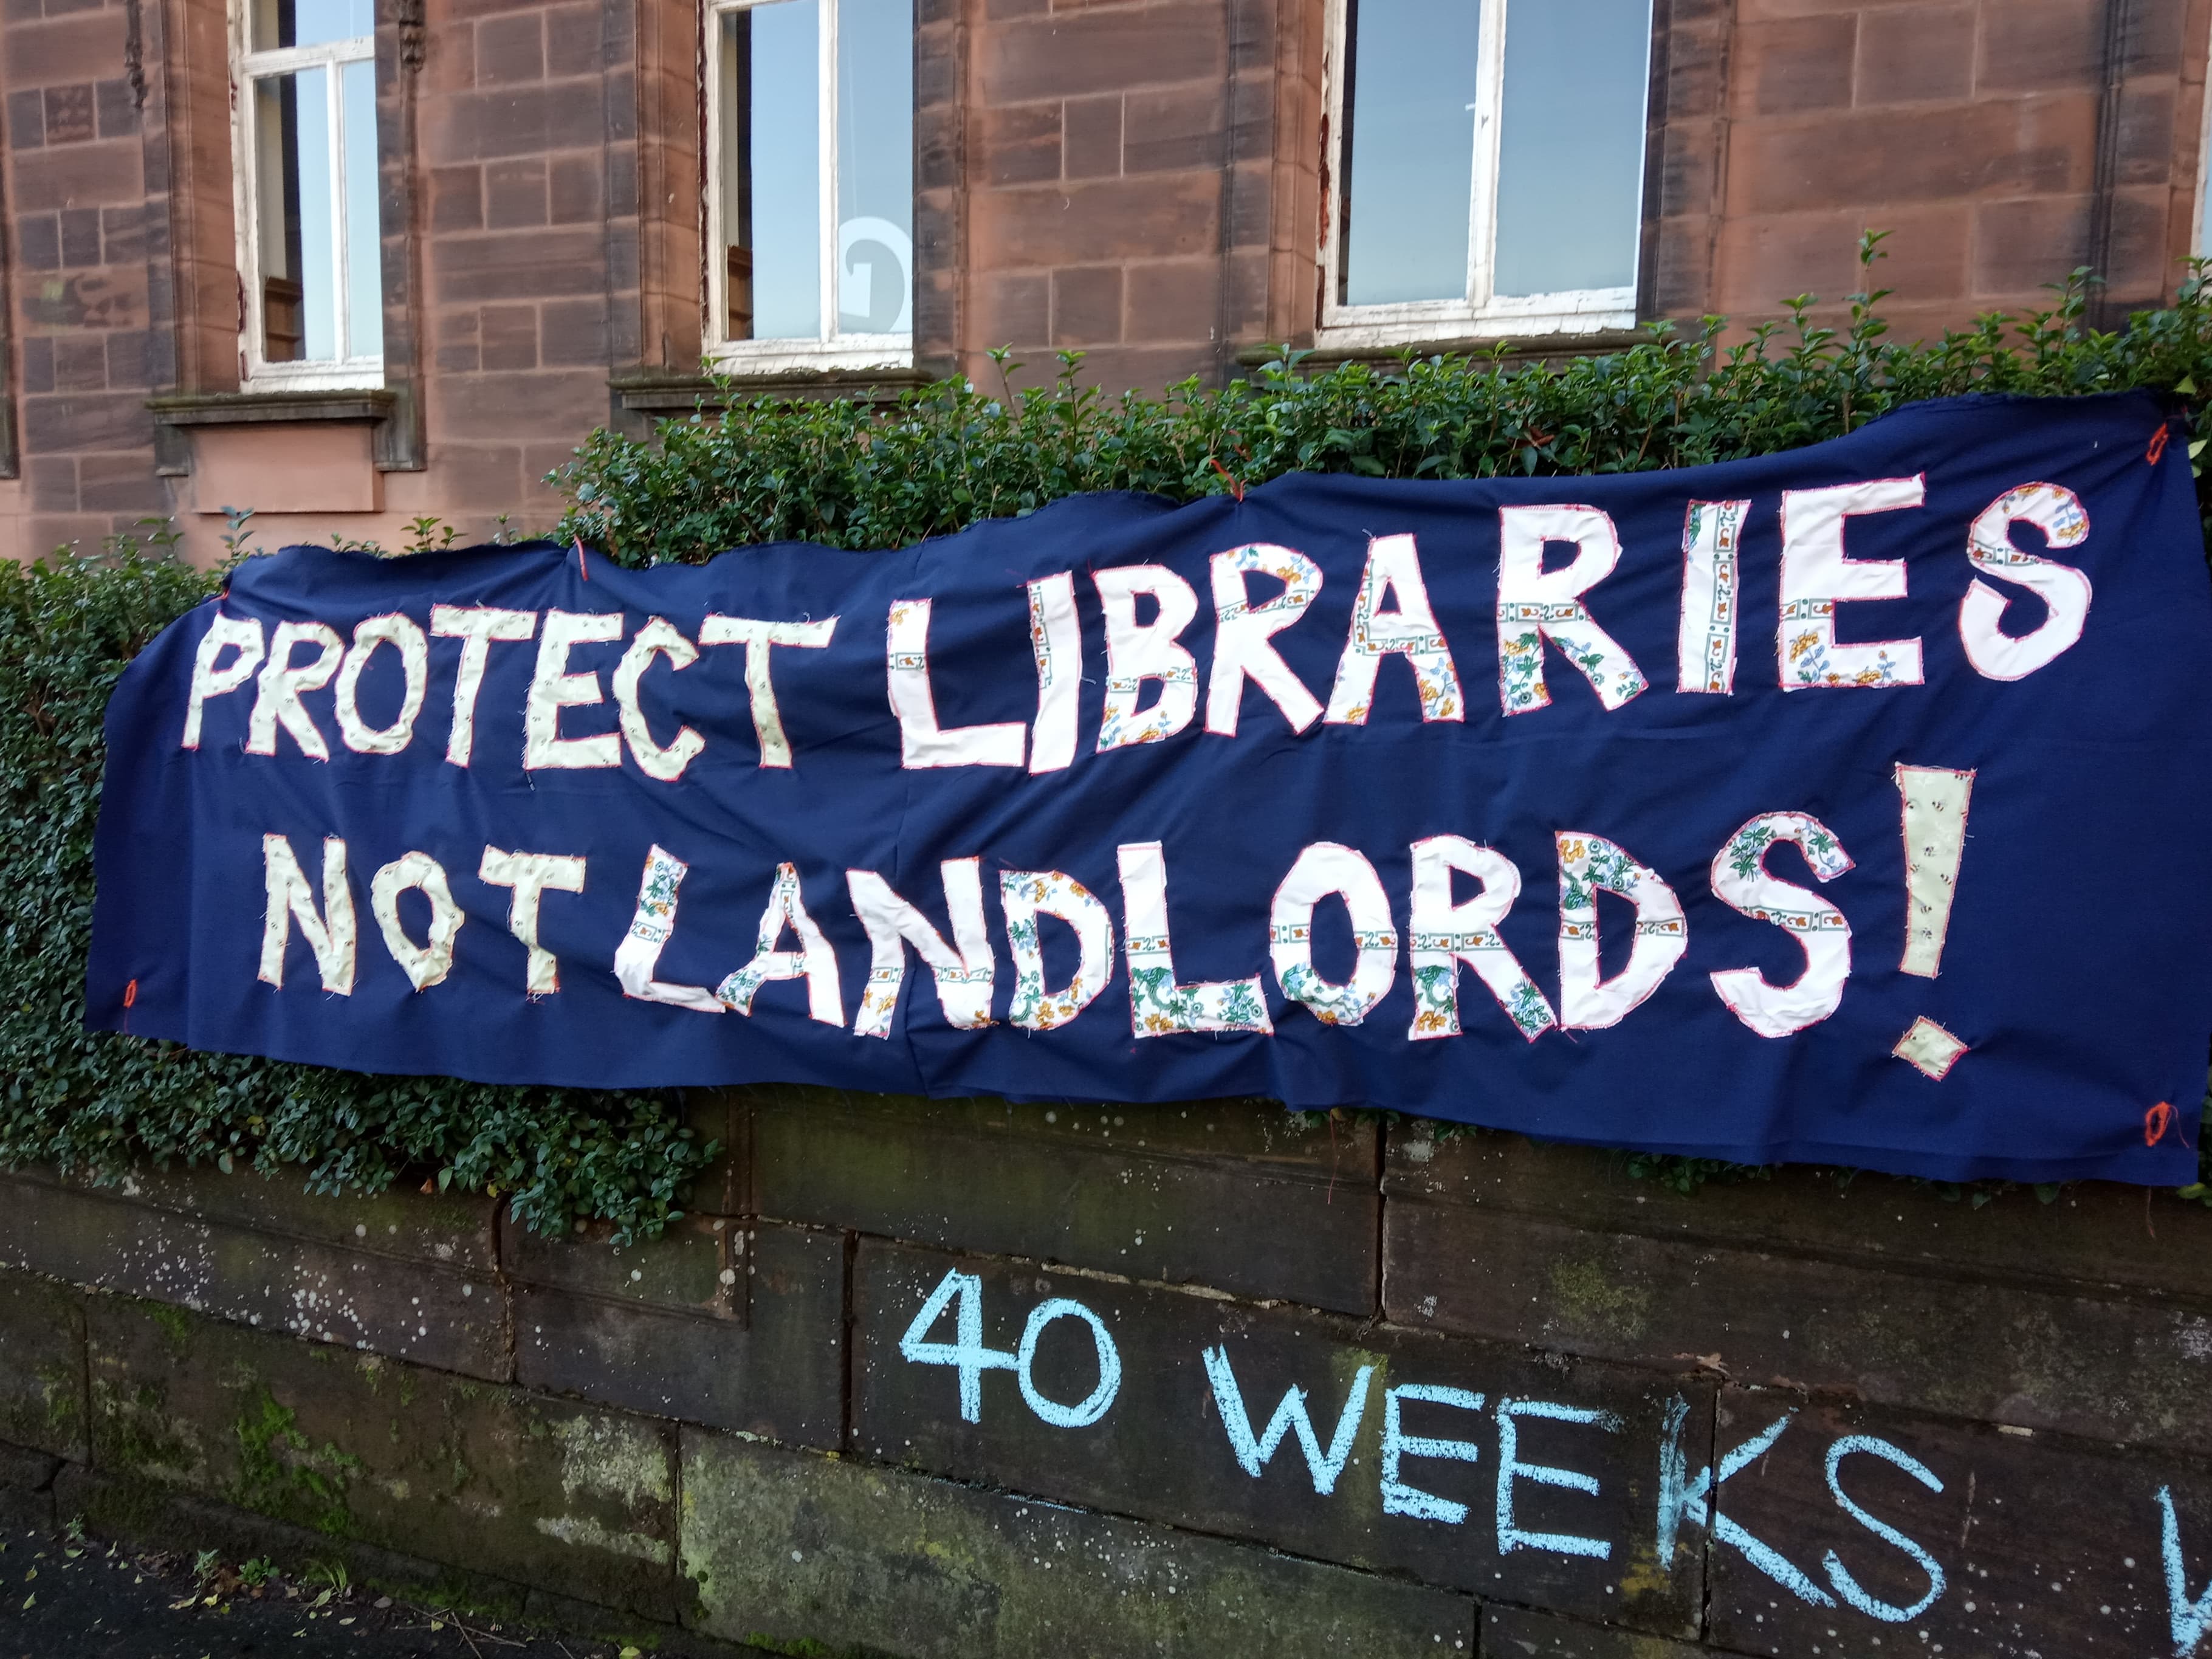 PROTECT LIBRARIES
NOT LANDLORDS!
40 WEEKS